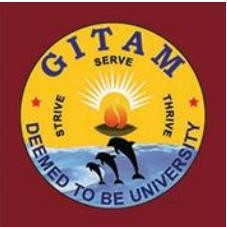 GITAM
STRIVE
SERVE
THRIVE
DEEMED TO BE UNIVERSITY